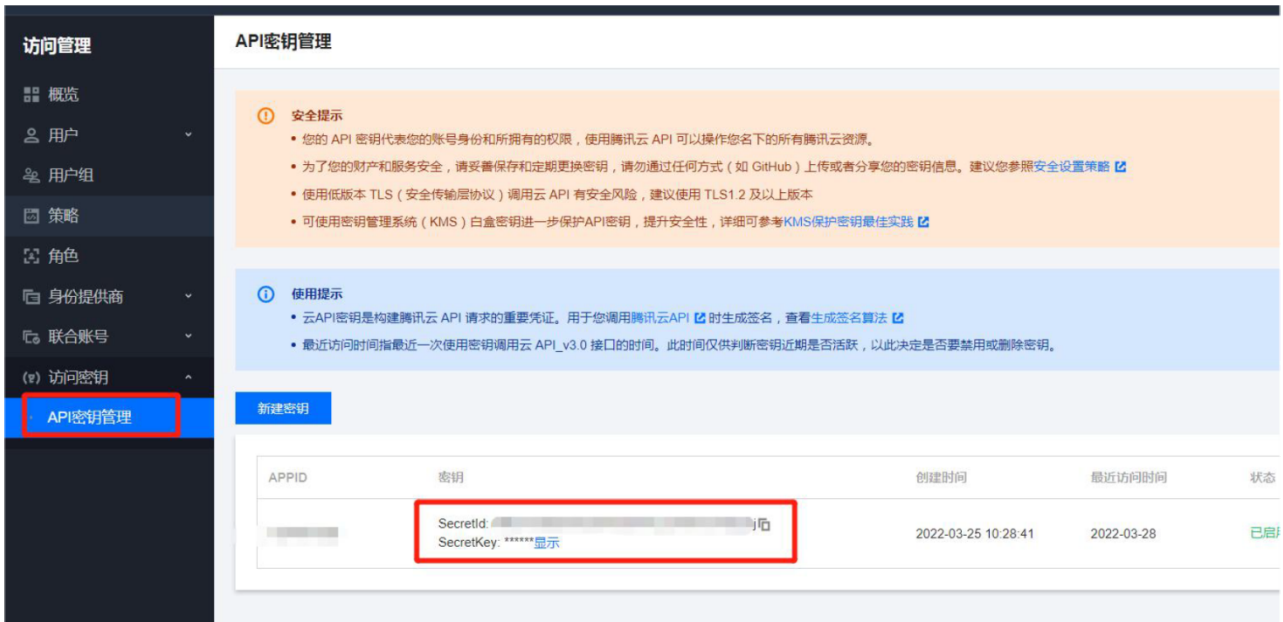 访问管理
API密钥管理
概览
用户
用户组
策略
角色
身份提供商
联合账号
访问密钥
API密钥管理
安全提示
• 您的 API 密钥代表您的账号身份和所拥有的权限，使用腾讯云 API 可以操作您名下的所有腾讯云资源。
• 为了您的财产和服务安全，请妥善保存和定期更换密钥，请勿通过任何方式（如 GitHub）上传或者分享您的密钥信息。建议您参照安全设置策略
• 使用低版本 TLS（安全传输层协议）调用云 API 有安全风险，建议使用 TLS1.2 及以上版本
• 可使用密钥管理系统（KMS）白盒密钥进一步保护API密钥，提升安全性，详细可参考KMS保护密钥最佳实践
使用提示
• 云API密钥是构建腾讯云 API 请求的重要凭证。用于您调用腾讯云API 时生成签名，查看生成签名算法
• 最近访问时间指最近一次使用密钥调用云 API_v3.0 接口的时间。此时间仅供判断密钥近期是否活跃，以此决定是否要禁用或删除密钥。
新建密钥
APPID 密钥 创建时间 最近访问时间 状态
SecretId:
SecretKey: ******显示 2022-03-25 10:28:41 2022-03-28 已启